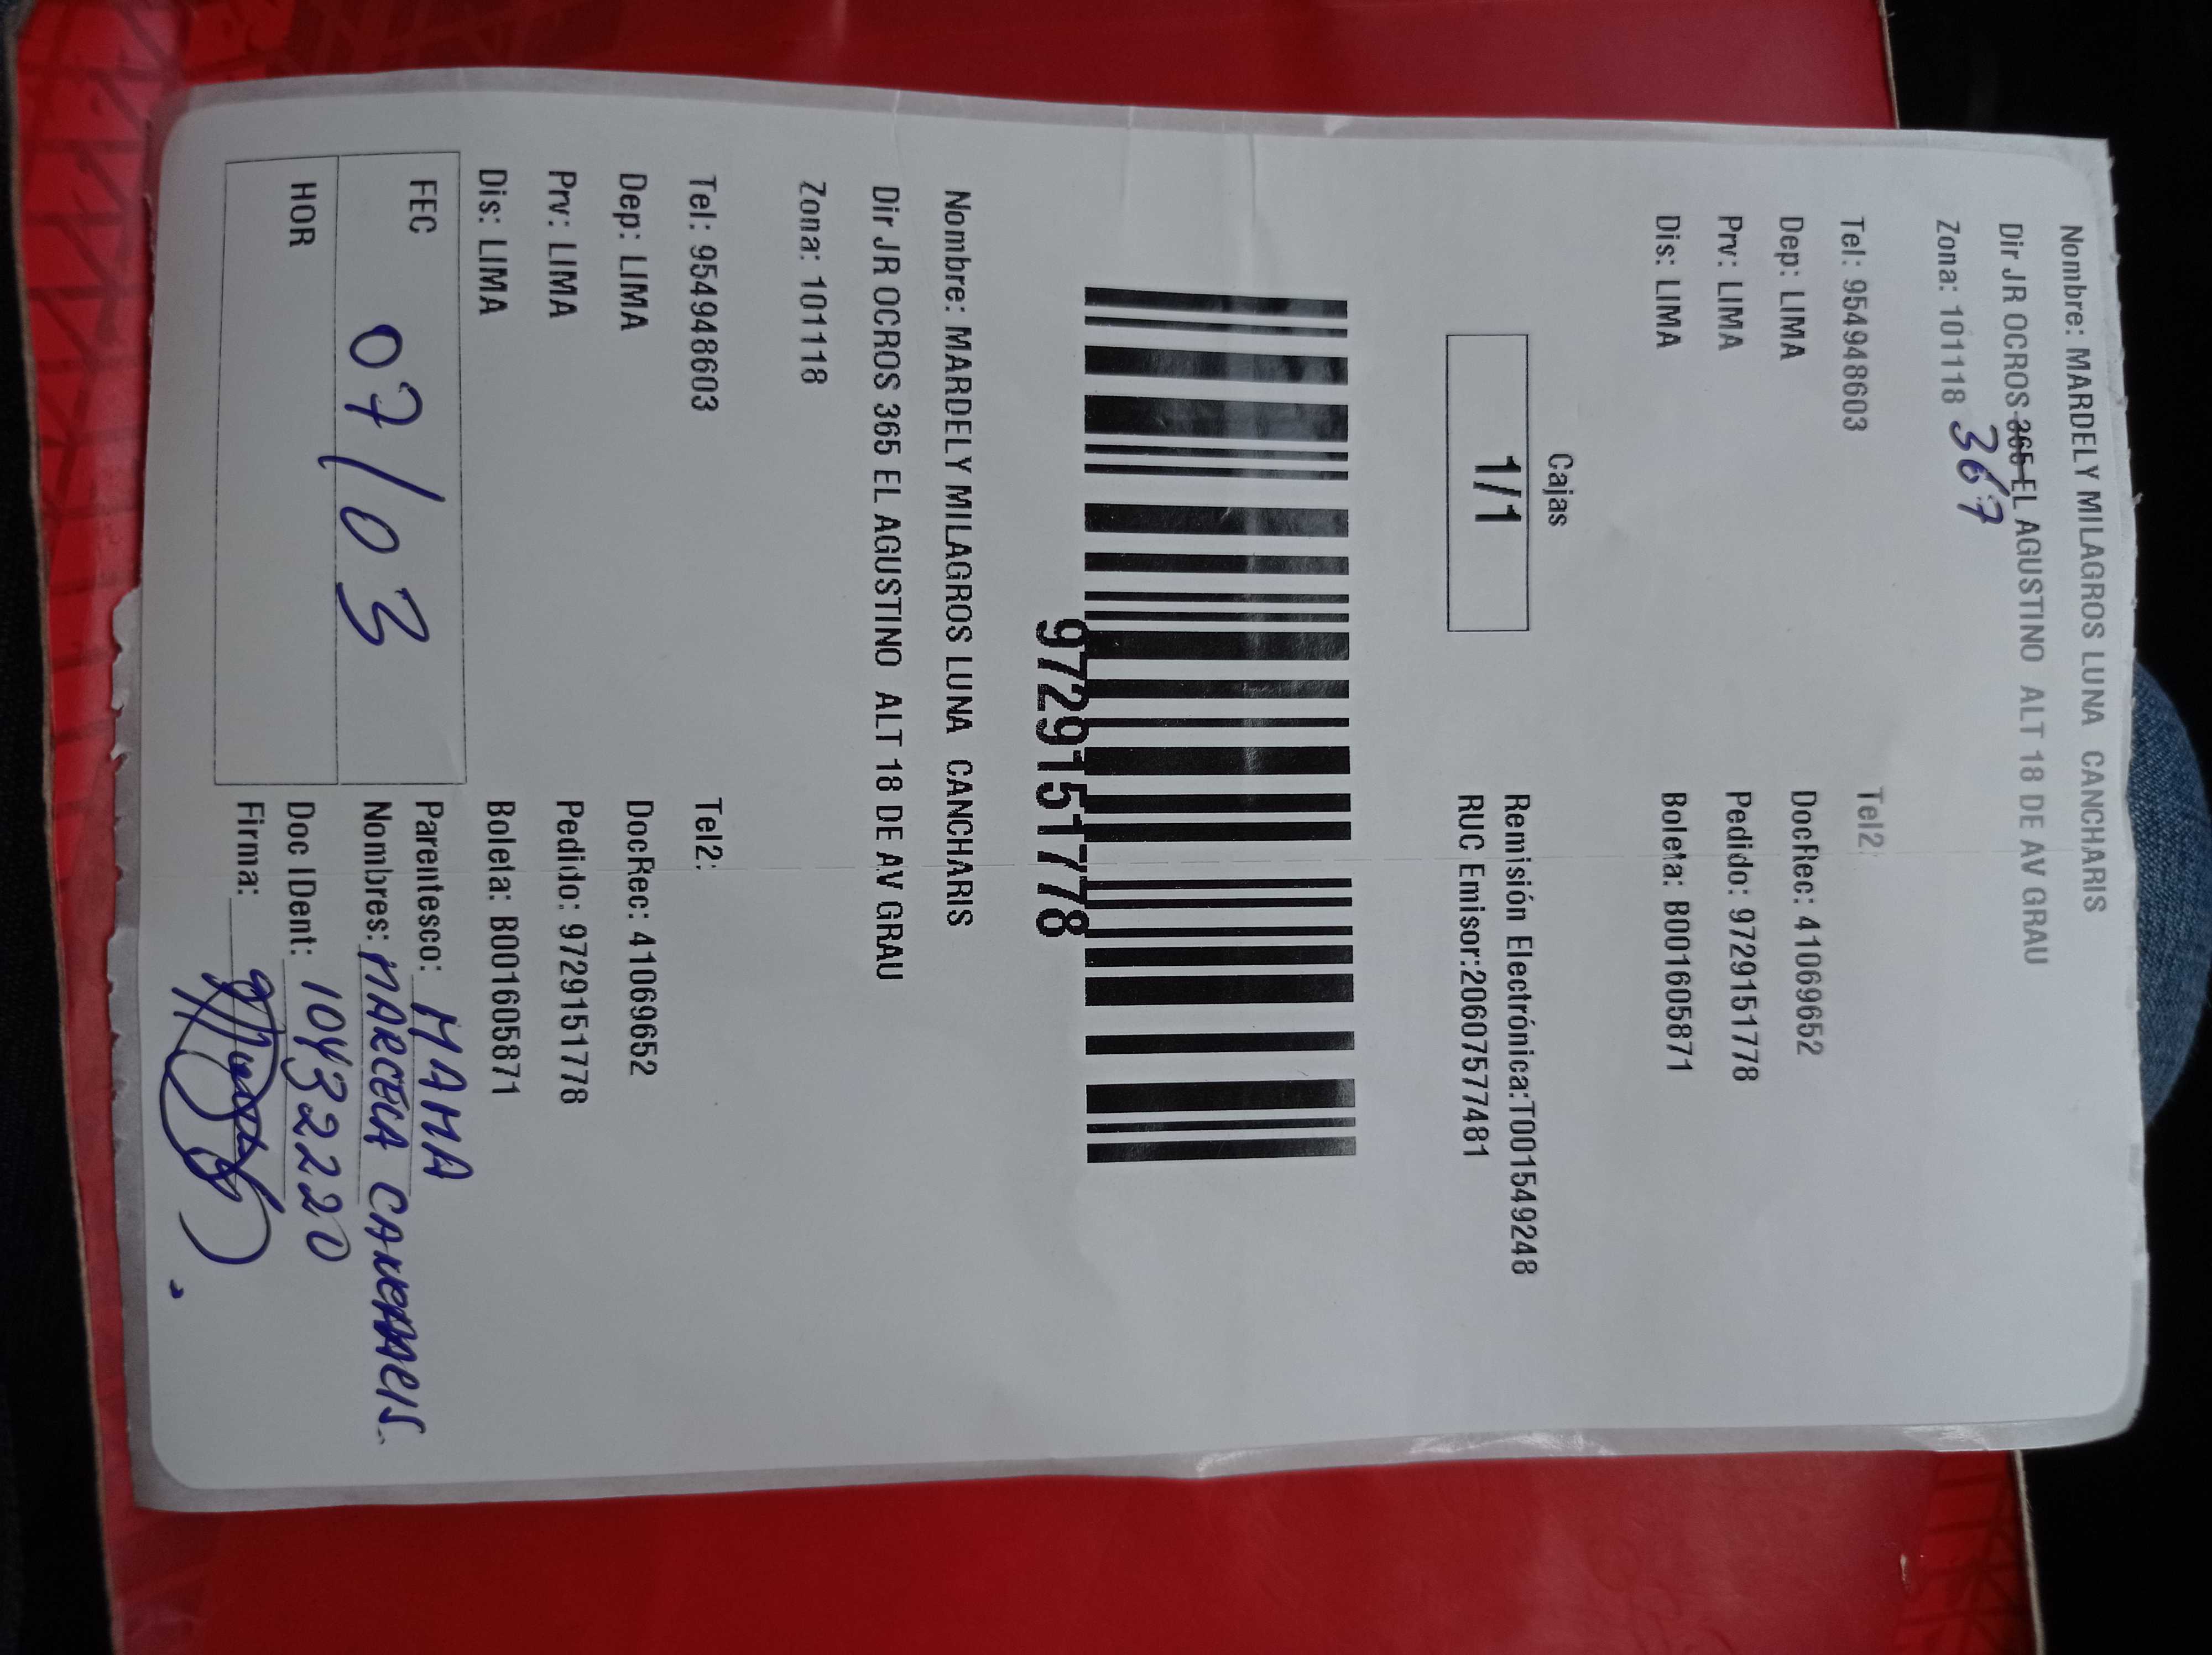 Nombre: MARDELY MILAGROS LUNA CANCHARIS
Dir JR OCROS 365 EL AGUSTINO ALT 18 DE AV GRAU
367
Zona: 101118
Tel: 954948603 Tel2:
Dep: LIMA DocRec: 41069652
Prv: LIMA Pedido: 9729151778
Dis: LIMA Boleta: B001605871
Cajas
1/1
Remisión Electrónica:T001549248
RUC Emisor:20607577481
9729151778
Nombre: MARDELY MILAGROS LUNA CANCHARIS
Dir JR OCROS 365 EL AGUSTINO ALT 18 DE AV GRAU
Zona: 101118
Tel: 954948603 Tel2:
Dep: LIMA DocRec: 41069652
Prv: LIMA Pedido: 9729151778
Dis: LIMA Boleta: B001605871
FEC 07/03
HOR
Parentesco: MAMA
Nombres: MARCELA
Doc IDent: 10432220
Firma: